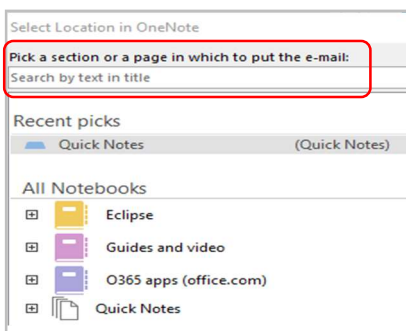 Select Location in OneNote
Pick a section or a page in which to put the e-mail:
Search by text in title
Recent picks
Quick Notes (Quick Notes)
All Notebooks
Eclipse
Guides and video
O365 apps (office.com)
Quick Notes